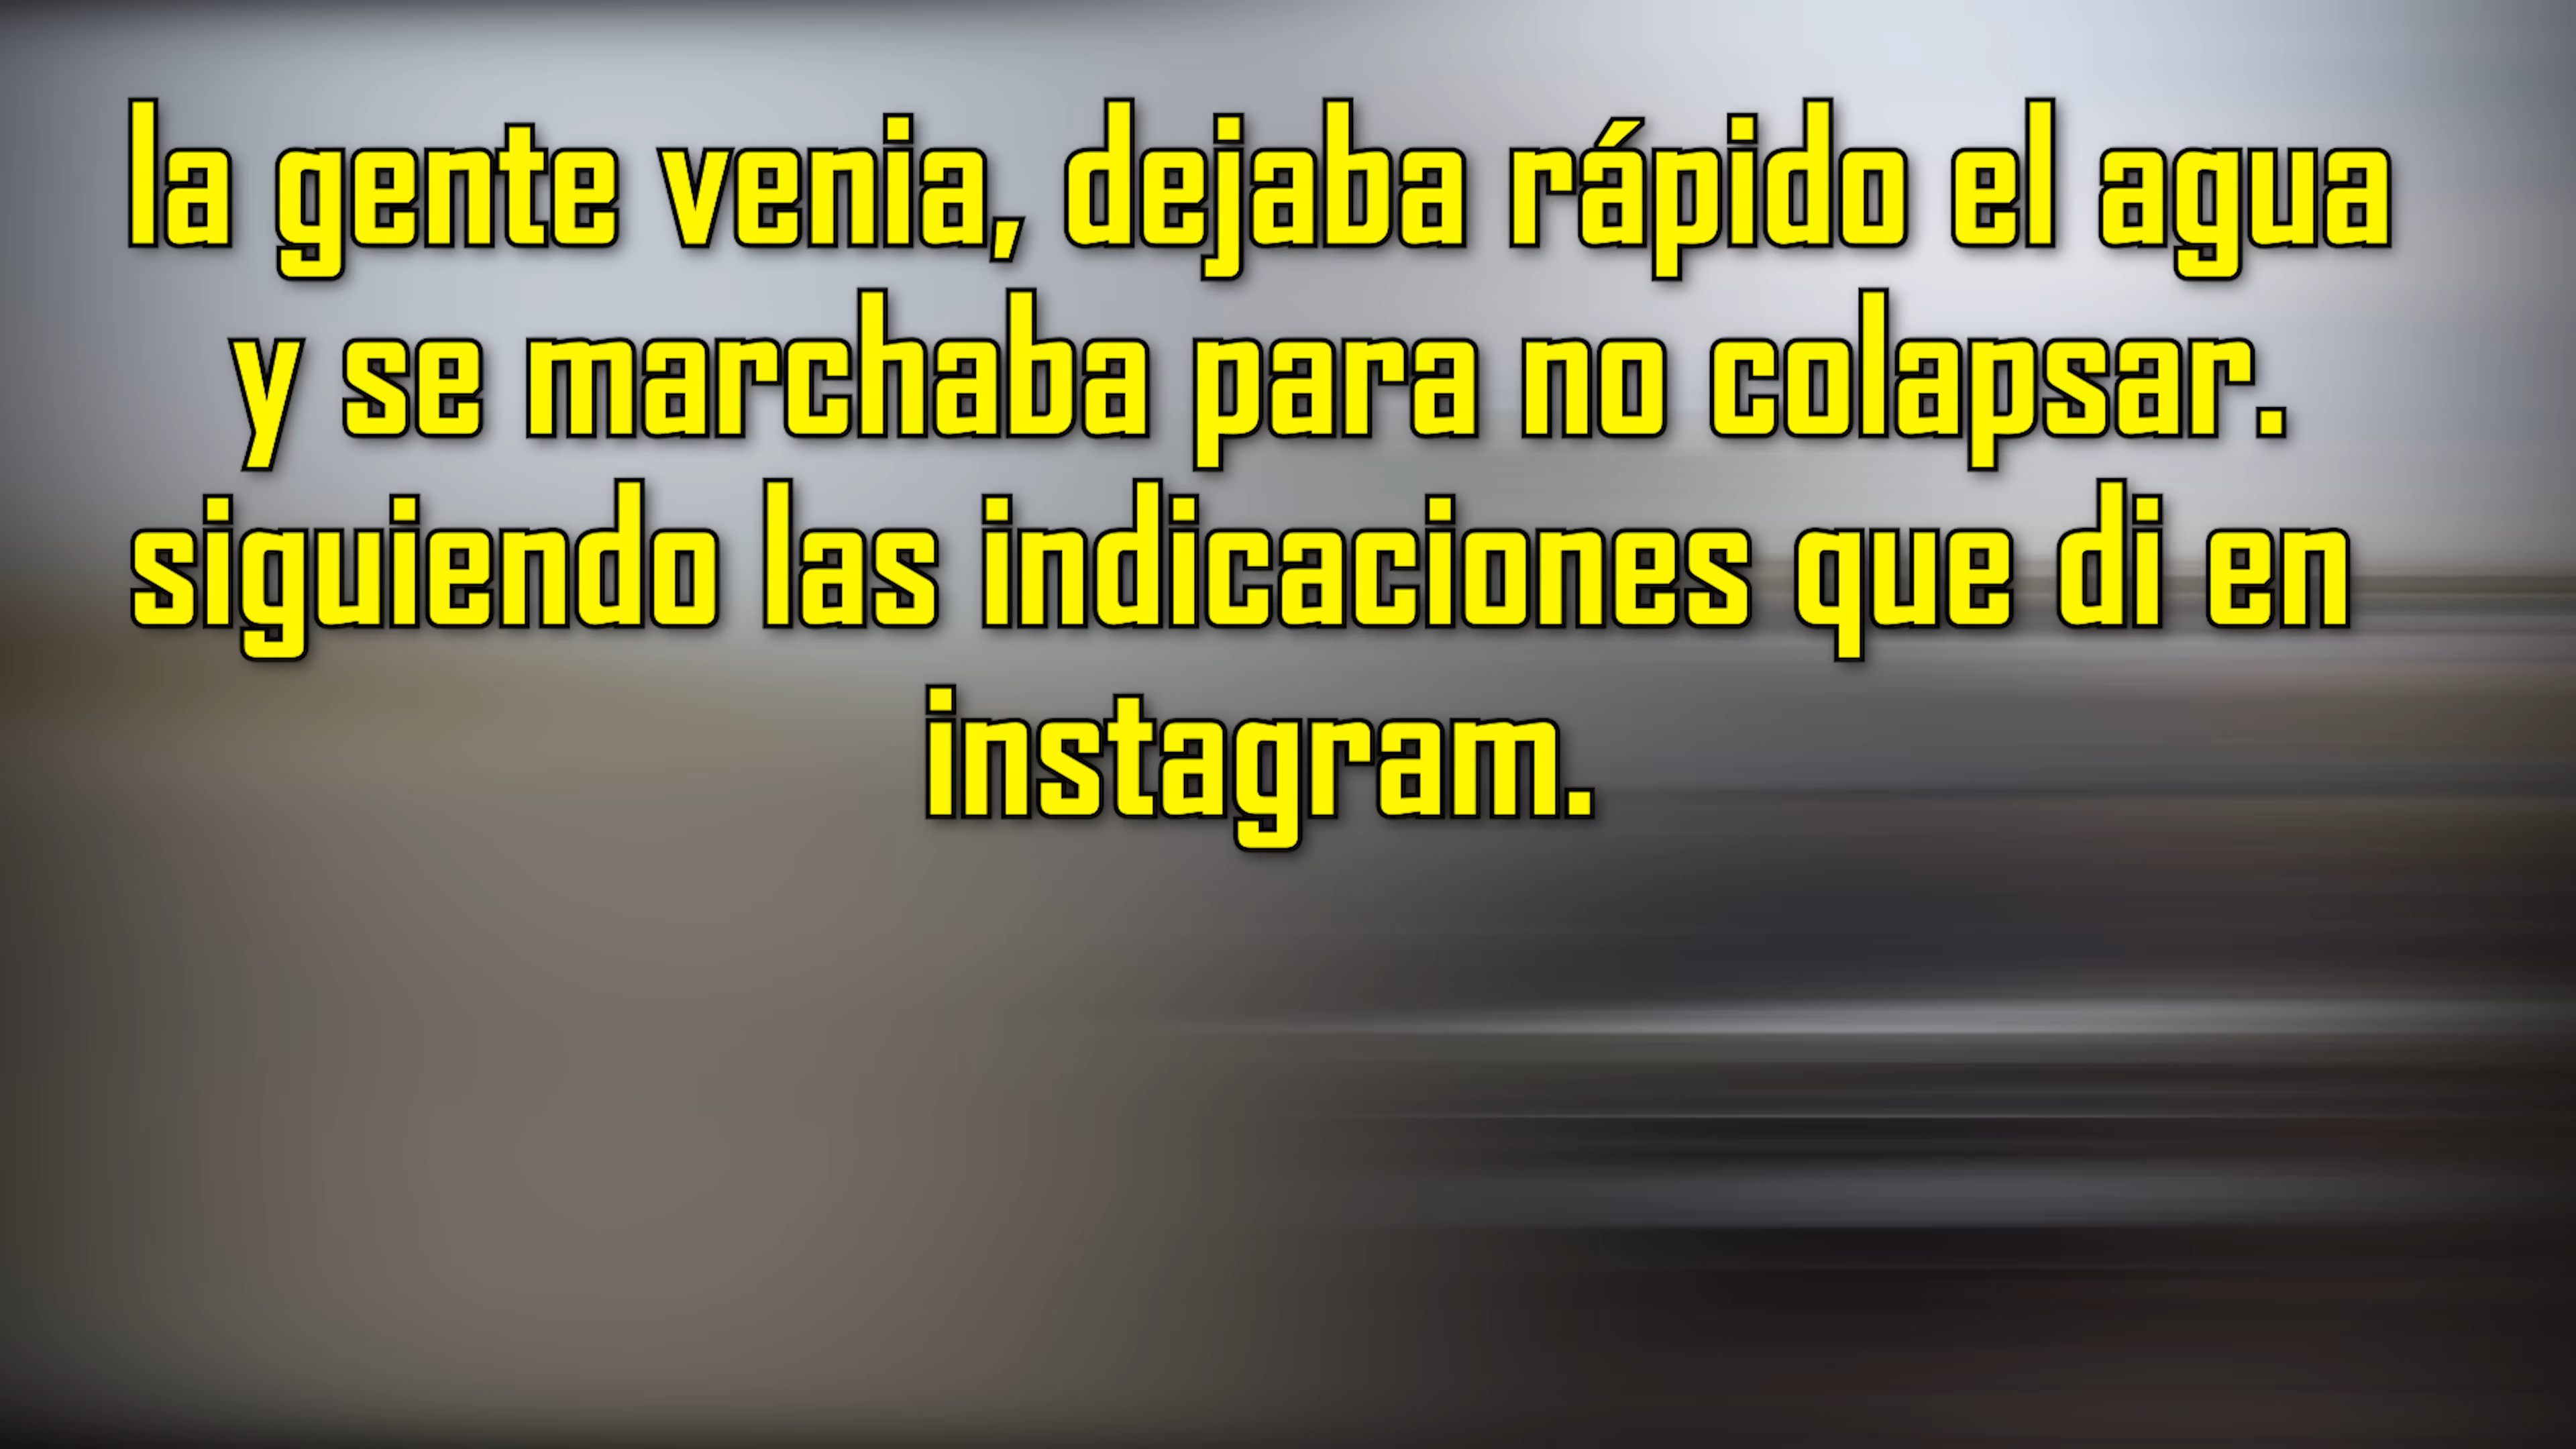 la gente venia, dejaba rápido el agua
y se marchaba para no colapsar.
siguiendo las indicaciones que di en
instagram.